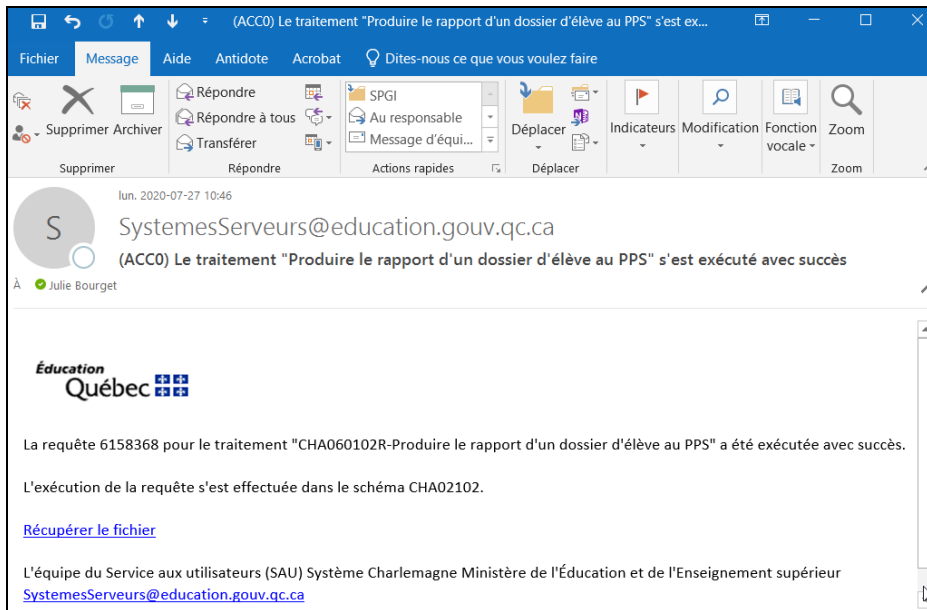 (ACC0) Le traitement "Produire le rapport d'un dossier d'élève au PPS" s'est ex...
Fichier Message Aide Antidote Acrobat Dites-nous ce que vous voulez faire
Supprimer Archiver
Supprimer
Répondre
Répondre à tous
Transférer
Répondre
SPGI
Au responsable
Message d'équi...
Actions rapides
Déplacer
Déplacer
Indicateurs Modification Fonction vocale
Zoom
Zoom
lun. 2020-07-27 10:46
S
SystemesServeurs@education.gouv.qc.ca
(ACC0) Le traitement "Produire le rapport d'un dossier d'élève au PPS" s'est exécuté avec succès
À Julie Bourget
Éducation
Québec
La requête 6158368 pour le traitement "CHA060102R-Produire le rapport d'un dossier d'élève au PPS" a été exécutée avec succès.
L'exécution de la requête s'est effectuée dans le schéma CHA02102.
Récupérer le fichier
L'équipe du Service aux utilisateurs (SAU) Système Charlemagne Ministère de l'Éducation et de l'Enseignement supérieur
SystemesServeurs@education.gouv.qc.ca